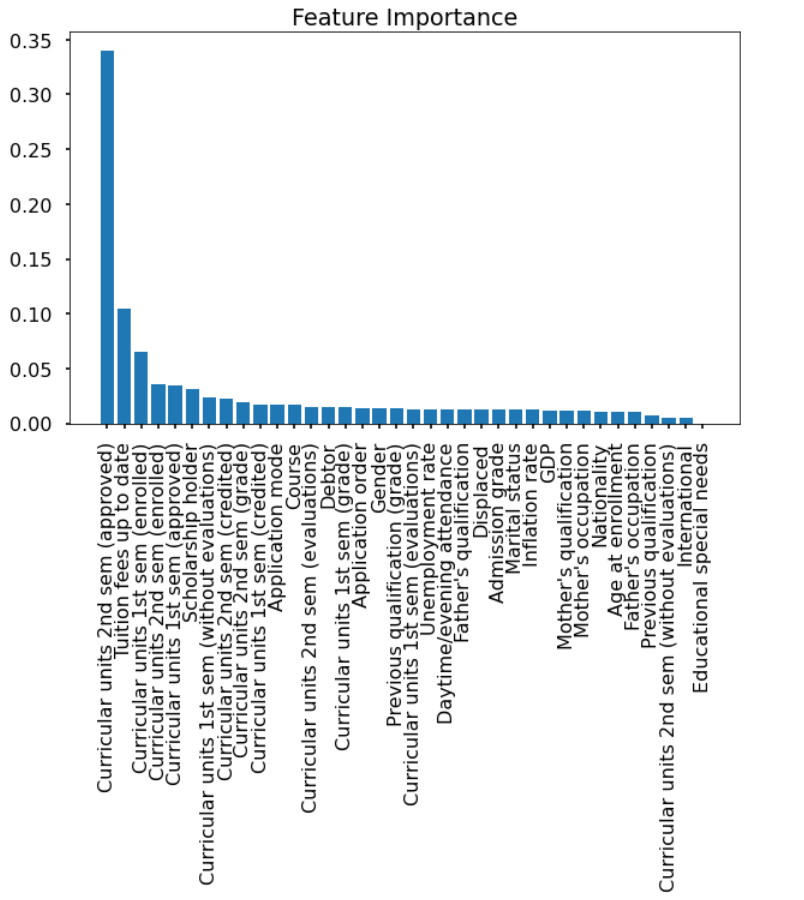 Feature Importance
0.35
0.30
0.25
0.20
0.15
0.10
0.05
0.00
Curricular units 2nd sem (approved)
Tuition fees up to date
Curricular units 1st sem (enrolled)
Curricular units 2nd sem (enrolled)
Curricular units 1st sem (approved)
Scholarship holder
Curricular units 1st sem (without evaluations)
Curricular units 2nd sem (credited)
Curricular units 2nd sem (grade)
Curricular units 1st sem (credited)
Application mode
Course
Curricular units 2nd sem (evaluations)
Debtor
Curricular units 1st sem (grade)
Application order
Gender
Previous qualification (grade)
Curricular units 1st sem (evaluations)
Unemployment rate
Daytime/evening attendance
Father's qualification
Displaced
Admission grade
Marital status
Inflation rate
GDP
Mother's qualification
Mother's occupation
Nationality
Age at enrollment
Father's occupation
Previous qualification
Curricular units 2nd sem (without evaluations)
International
Educational special needs